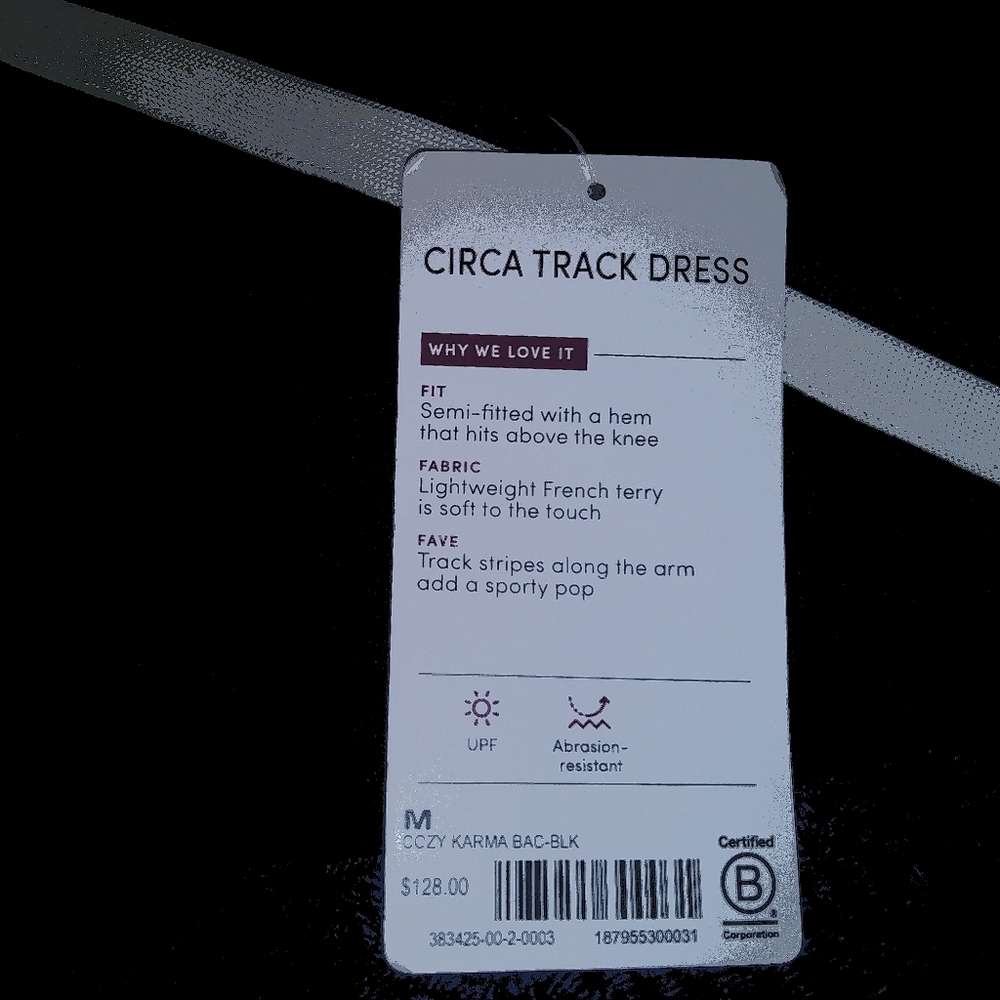 CIRCA TRACK DRESS
WHY WE LOVE IT
FIT
Semi-fitted with a hem
that hits above the knee
FABRIC
Lightweight French terry
is soft to the touch
FAVE
Track stripes along the arm
add a sporty pop
UPF
Abrasion-
resistant
M
COZY KARMA BAC-BLK
$128.00
383425-00-2-0003
187955300031
Certified
B
®
Corporation